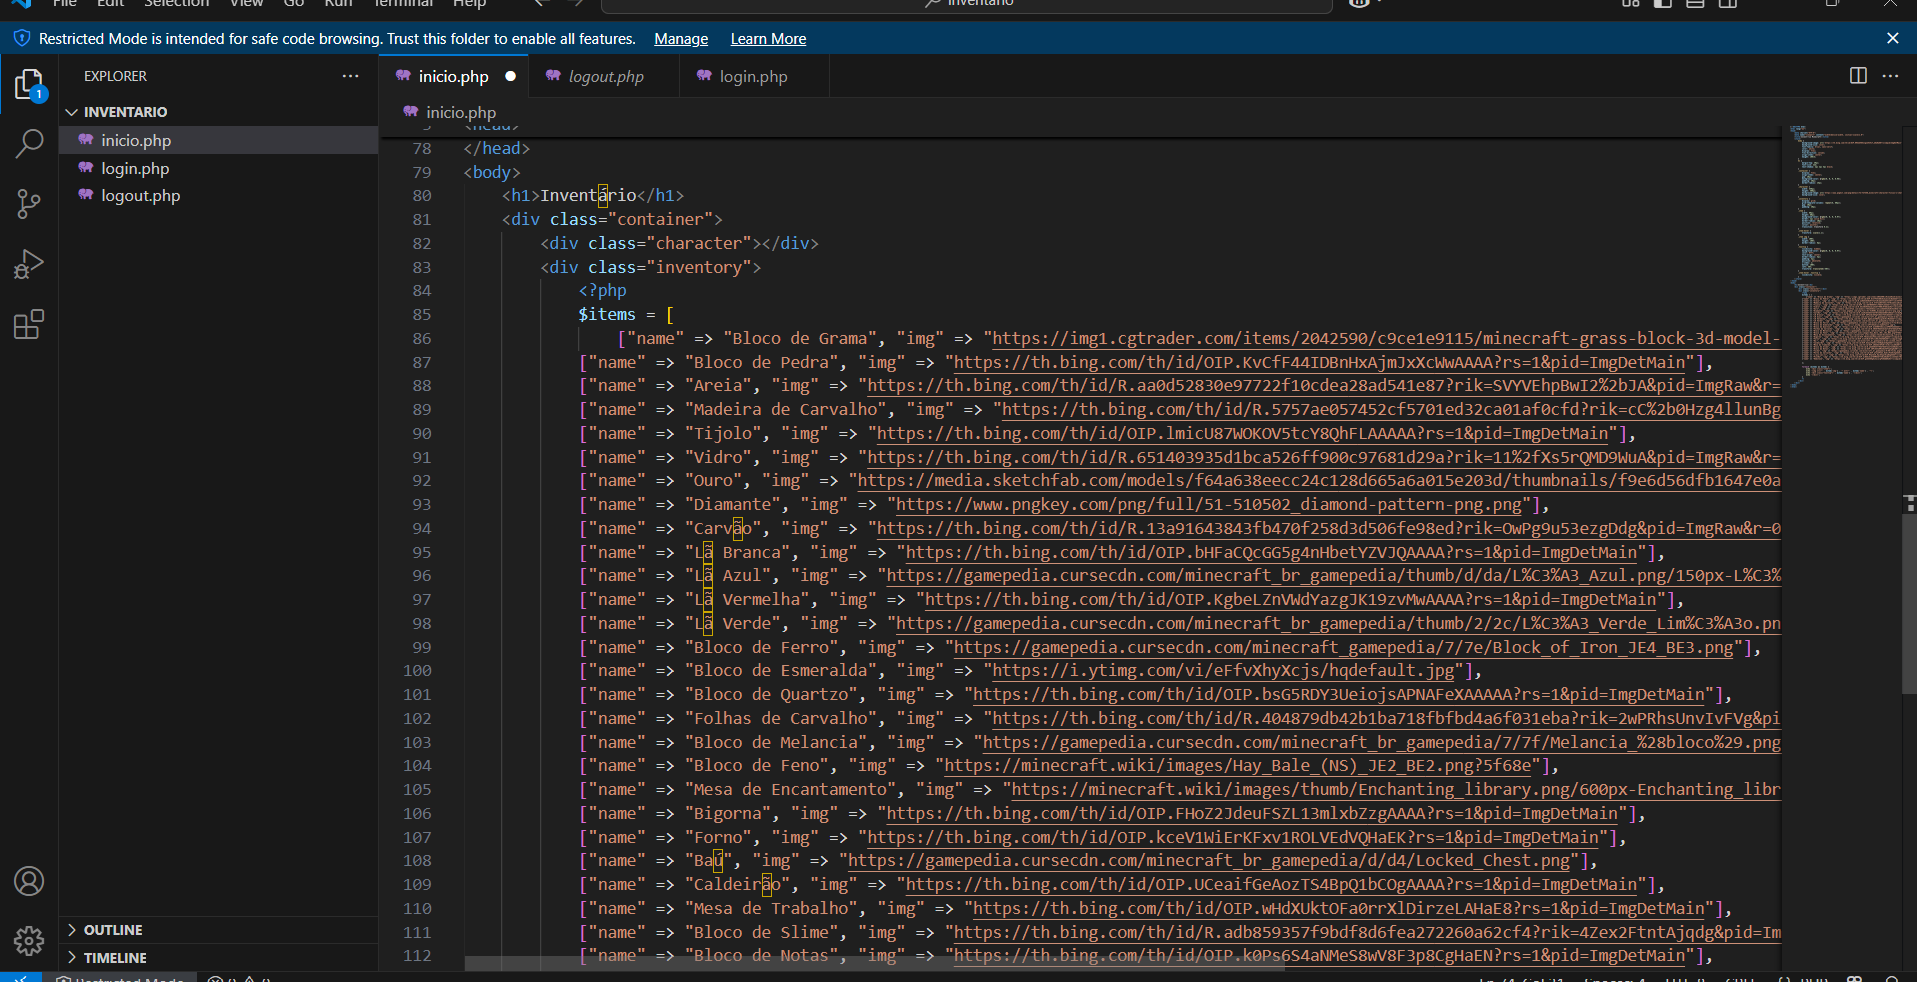 File Edit Selection View Go Run Terminal Help
inventario
Restricted Mode is intended for safe code browsing. Trust this folder to enable all features. Manage Learn More
EXPLORER
INVENTARIO
inicio.php
login.php
logout.php
OUTLINE
TIMELINE
1
inicio.php logout.php login.php
inicio.php
<head>
78 </head>
79 <body>
80 <h1>Inventário</h1>
81 <div class="container">
82 <div class="character"></div>
83 <div class="inventory">
84 <?php
85 $items = [
86 ["name" => "Bloco de Grama", "img" => "https://img1.cgtrader.com/items/2042590/c9ce1e9115/minecraft-grass-block-3d-model-
87 ["name" => "Bloco de Pedra", "img" => "https://th.bing.com/th/id/OIP.KvCfF44IDBnHxAjmJxXcWwAAAA?rs=1&pid=ImgDetMain"],
88 ["name" => "Areia", "img" => "https://th.bing.com/th/id/R.aa0d52830e97722f10cdea28ad541e87?rik=SVYVEhpBwI2%2bJA&pid=ImgRaw&r=
89 ["name" => "Madeira de Carvalho", "img" => "https://th.bing.com/th/id/R.5757ae057452cf5701ed32ca01af0cfd?rik=cC%2b0Hzg4llunBg
90 ["name" => "Tijolo", "img" => "https://th.bing.com/th/id/OIP.lmicU87WOKOV5tcY8QhFLAAAAA?rs=1&pid=ImgDetMain"],
91 ["name" => "Vidro", "img" => "https://th.bing.com/th/id/R.651403935d1bca526ff900c97681d29a?rik=11%2fXs5rQMD9WuA&pid=ImgRaw&r=
92 ["name" => "Ouro", "img" => "https://media.sketchfab.com/models/f64a638eecc24c128d665a6a015e203d/thumbnails/f9e6d56dfb1647e0a
93 ["name" => "Diamante", "img" => "https://www.pngkey.com/png/full/51-510502_diamond-pattern-png.png"],
94 ["name" => "Carvão", "img" => "https://th.bing.com/th/id/R.13a91643843fb470f258d3d506fe98ed?rik=OwPg9u53ezgDdg&pid=ImgRaw&r=0
95 ["name" => "Lã Branca", "img" => "https://th.bing.com/th/id/OIP.bHFaCQcGG5g4nHbetYZVJQAAAA?rs=1&pid=ImgDetMain"],
96 ["name" => "Lã Azul", "img" => "https://gamepedia.cursecdn.com/minecraft_br_gamepedia/thumb/d/da/L%C3%A3_Azul.png/150px-L%C3%
97 ["name" => "Lã Vermelha", "img" => "https://th.bing.com/th/id/OIP.KgbeLZnVWdYazgJK19zvMwAAAA?rs=1&pid=ImgDetMain"],
98 ["name" => "Lã Verde", "img" => "https://gamepedia.cursecdn.com/minecraft_br_gamepedia/thumb/2/2c/L%C3%A3_Verde_Lim%C3%A3o.pn
99 ["name" => "Bloco de Ferro", "img" => "https://gamepedia.cursecdn.com/minecraft_gamepedia/7/7e/Block_of_Iron_JE4_BE3.png"],
100 ["name" => "Bloco de Esmeralda", "img" => "https://i.ytimg.com/vi/eFfvXhyXcjs/hqdefault.jpg"],
101 ["name" => "Bloco de Quartzo", "img" => "https://th.bing.com/th/id/OIP.bsG5RDY3UeiojsAPNAFeXAAAAA?rs=1&pid=ImgDetMain"],
102 ["name" => "Folhas de Carvalho", "img" => "https://th.bing.com/th/id/R.404879db42b1ba718fbfbd4a6f031eba?rik=2wPRhsUnvIvFVg&pi
103 ["name" => "Bloco de Melancia", "img" => "https://gamepedia.cursecdn.com/minecraft_br_gamepedia/7/7f/Melancia_%28bloco%29.png
104 ["name" => "Bloco de Feno", "img" => "https://minecraft.wiki/images/Hay_Bale_(NS)_JE2_BE2.png?5f68e"],
105 ["name" => "Mesa de Encantamento", "img" => "https://minecraft.wiki/images/thumb/Enchanting_library.png/600px-Enchanting_libr
106 ["name" => "Bigorna", "img" => "https://th.bing.com/th/id/OIP.FHoZ2JdeuFSZL13mlxbZzgAAAA?rs=1&pid=ImgDetMain"],
107 ["name" => "Forno", "img" => "https://th.bing.com/th/id/OIP.kceV1WiErKFxv1ROLVEdVQHaEK?rs=1&pid=ImgDetMain"],
108 ["name" => "Baú", "img" => "https://gamepedia.cursecdn.com/minecraft_br_gamepedia/d/d4/Locked_Chest.png"],
109 ["name" => "Caldeirão", "img" => "https://th.bing.com/th/id/OIP.UCeaifGeAozTS4BpQ1bCOgAAAA?rs=1&pid=ImgDetMain"],
110 ["name" => "Mesa de Trabalho", "img" => "https://th.bing.com/th/id/OIP.wHdXUktOFa0rrXlDirzeLAHaE8?rs=1&pid=ImgDetMain"],
111 ["name" => "Bloco de Slime", "img" => "https://th.bing.com/th/id/R.adb859357f9bdf8d6fea272260a62cf4?rik=4Zex2FtntAjqdg&pid=Im
112 ["name" => "Bloco de Notas", "img" => "https://th.bing.com/th/id/OIP.k0Ps6S4aNMeS8wV8F3p8CgHaEN?rs=1&pid=ImgDetMain"],
Restricted Mode